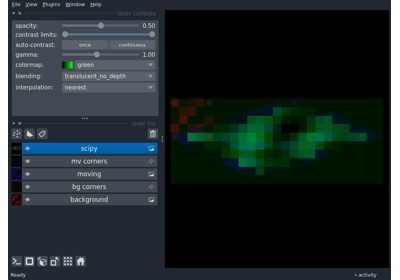 File View Plugins Window Help
layer controls
opacity: 0.50
contrast limits:
auto-contrast: once continuous
gamma: 1.00
colormap: green
blending: translucent_no_depth
interpolation: nearest
layer list
scipy
mv corners
moving
bg corners
background
Ready
activity